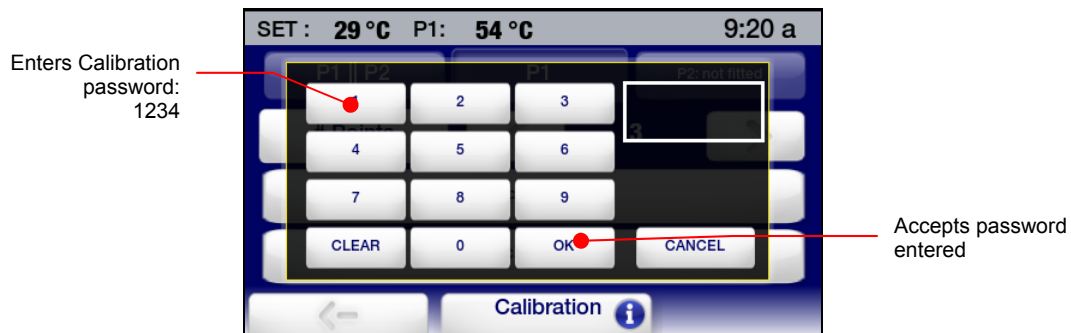 SET : 29 °C P1: 54 °C 9:20 a
Enters Calibration
password:
1234
P1 || P2 P1 P2: not fitted
1 2 3
# Points 3
4 5 6
7 8 9
CLEAR 0 OK CANCEL
Accepts password
entered
Calibration i